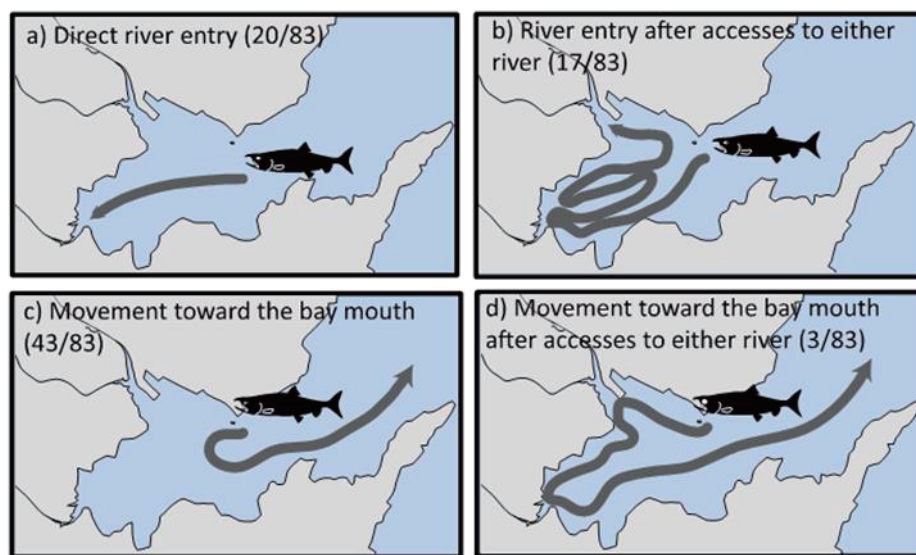 a) Direct river entry (20/83)
b) River entry after accesses to either
river (17/83)
c) Movement toward the bay mouth
(43/83)
d) Movement toward the bay mouth
after accesses to either river (3/83)